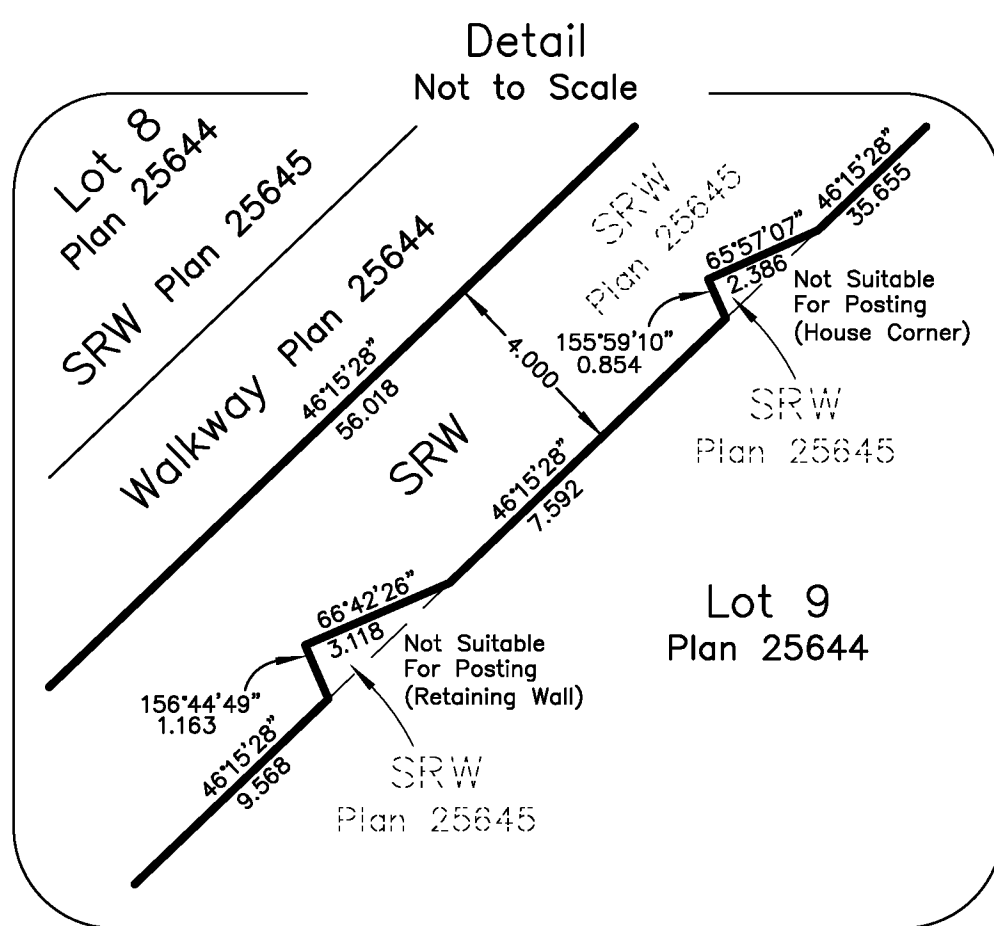 Detail
Not to Scale
Lot 8
Plan 25644
SRW Plan 25645
Walkway Plan 25644
46°15'28"
56.018
SRW
Plan 25645
46°15'28"
35.655
65°57'07"
2.386
Not Suitable
For Posting
(House Corner)
155°59'10"
0.854
4.000
SRW
Plan 25645
SRW
46°15'28"
7.592
66°42'26"
3.118
Not Suitable
For Posting
(Retaining Wall)
Lot 9
Plan 25644
156°44'49"
1.163
46°15'28"
9.568
SRW
Plan 25645